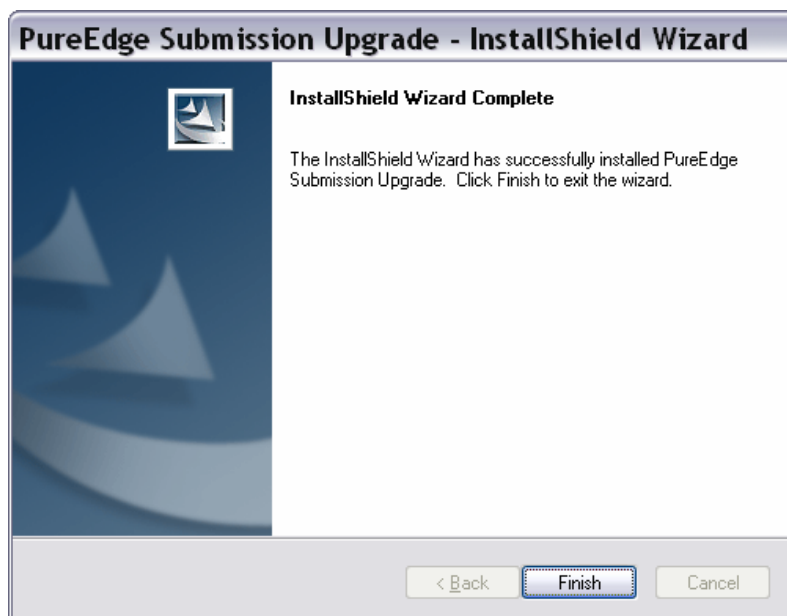 PureEdge Submission Upgrade - InstallShield Wizard
InstallShield Wizard Complete
The InstallShield Wizard has successfully installed PureEdge
Submission Upgrade. Click Finish to exit the wizard.
< Back
Finish
Cancel